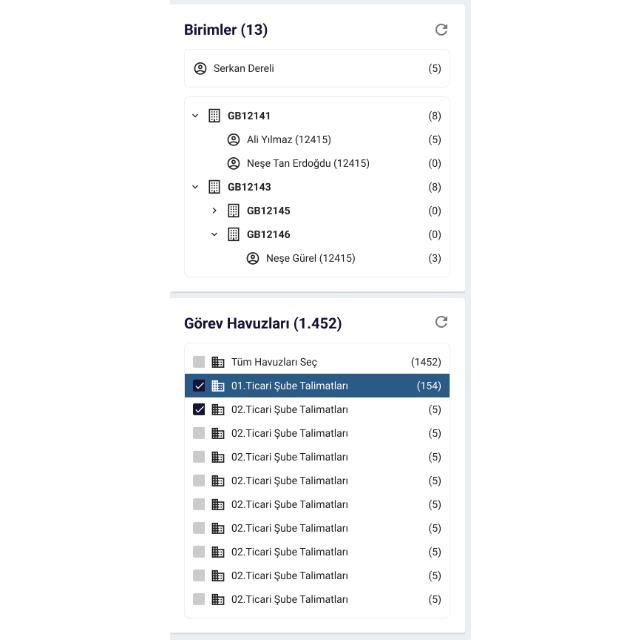 Birimler (13)
Serkan Dereli (5)
GB12141 (8)
Ali Yılmaz (12415) (5)
Neşe Tan Erdoğdu (12415) (0)
GB12143 (8)
GB12145 (0)
GB12146 (0)
Neşe Gürel (12415) (3)
Görev Havuzları (1.452)
Tüm Havuzları Seç (1452)
01.Ticari Şube Talimatları (154)
02.Ticari Şube Talimatları (5)
02.Ticari Şube Talimatları (5)
02.Ticari Şube Talimatları (5)
02.Ticari Şube Talimatları (5)
02.Ticari Şube Talimatları (5)
02.Ticari Şube Talimatları (5)
02.Ticari Şube Talimatları (5)
02.Ticari Şube Talimatları (5)
02.Ticari Şube Talimatları (5)